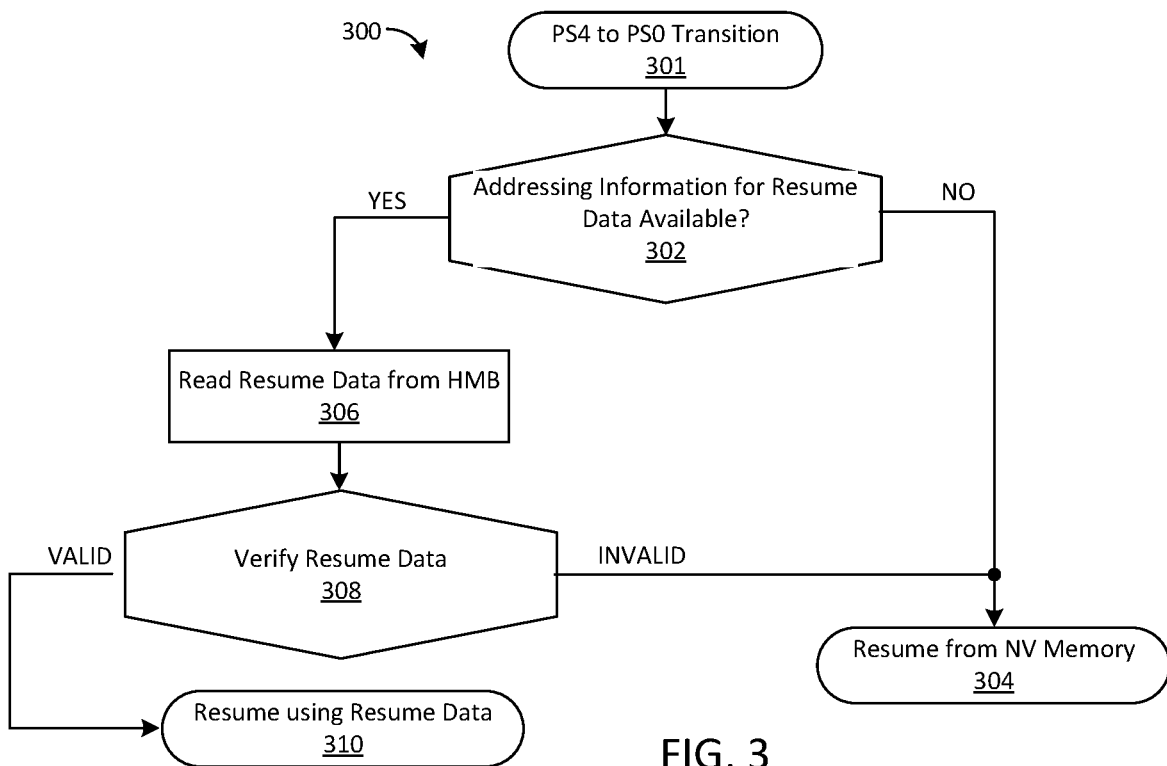 300
PS4 to PS0 Transition
301
Addressing Information for Resume
Data Available?
302
YES
NO
Read Resume Data from HMB
306
VALID
Verify Resume Data
308
INVALID
Resume from NV Memory
304
Resume using Resume Data
310
FIG. 3